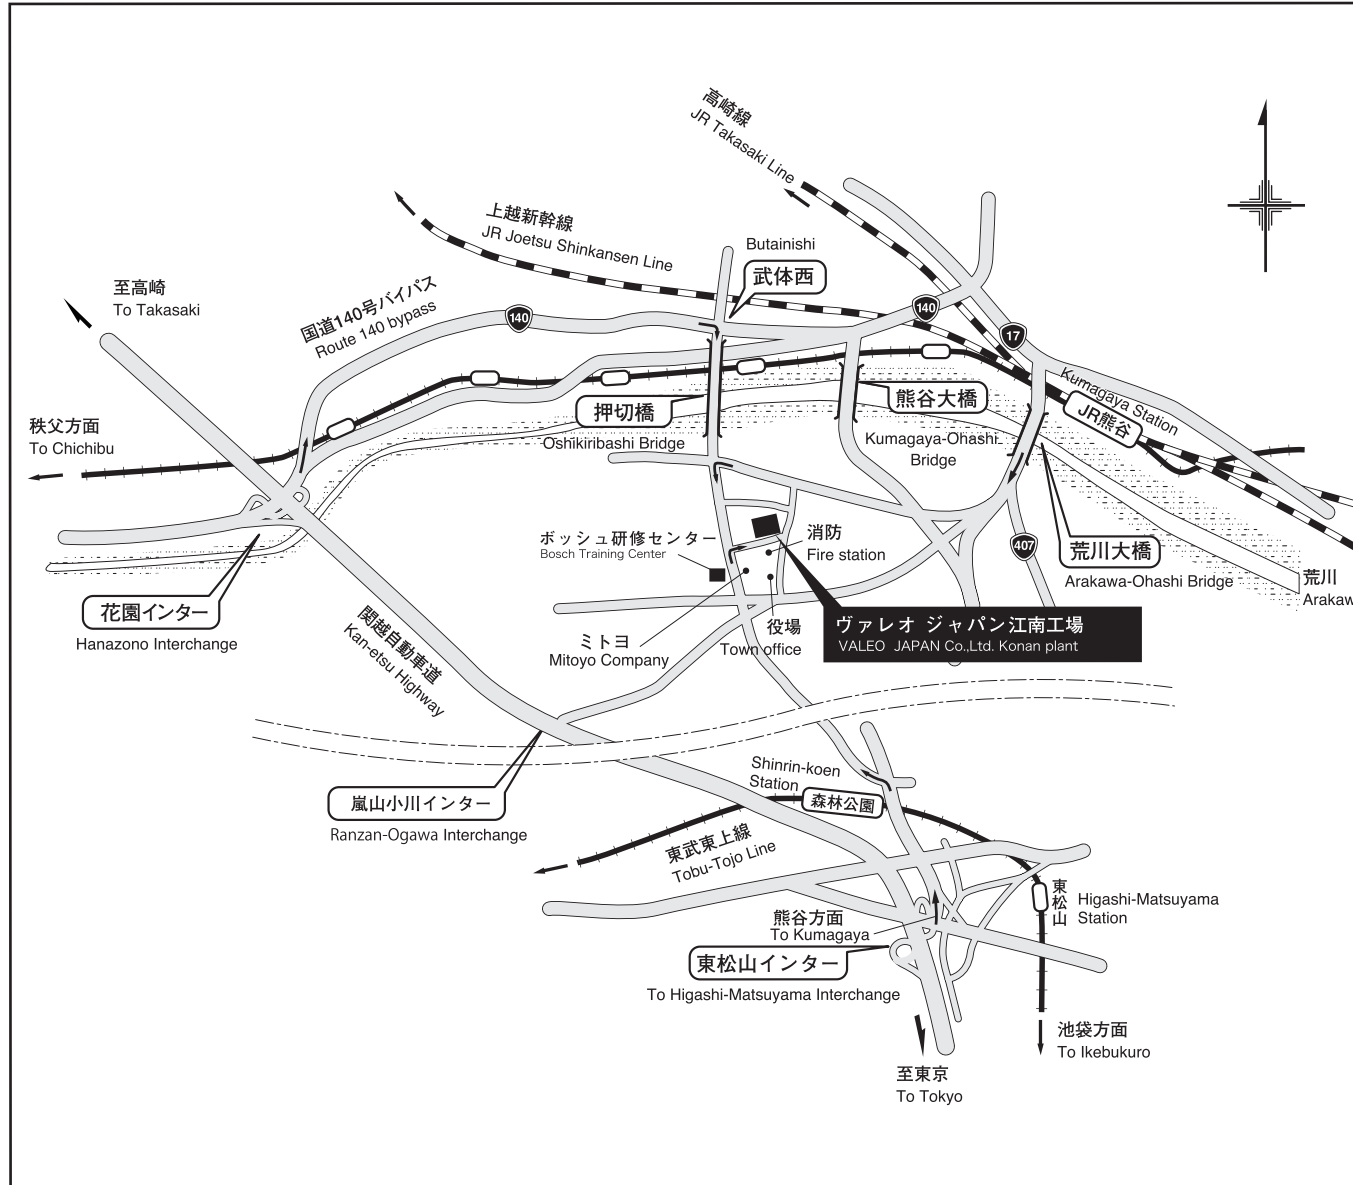 高崎線
JR Takasaki Line
上越新幹線
JR Joetsu Shinkansen Line
Butainishi
武体西
至高崎
To Takasaki
国道140号バイパス
Route 140 bypass
140
140
17
Kumagaya Station
JR熊谷
秩父方面
To Chichibu
押切橋
Oshikiribashi Bridge
熊谷大橋
Kumagaya-Ohashi
Bridge
ボッシュ研修センター
Bosch Training Center
消防
Fire station
407
荒川大橋
Arakawa-Ohashi Bridge
荒川
Arakaw
花園インター
Hanazono Interchange
関越自動車道
Kan-etsu Highway
ミトヨ
Mitoyo Company
役場
Town office
ヴァレオ ジャパン江南工場
VALEO JAPAN Co.,Ltd. Konan plant
嵐山小川インター
Ranzan-Ogawa Interchange
Shinrin-koen
Station
森林公園
東武東上線
Tobu-Tojo Line
東松山
Higashi-Matsuyama
Station
熊谷方面
To Kumagaya
東松山インター
To Higashi-Matsuyama Interchange
池袋方面
To Ikebukuro
至東京
To Tokyo